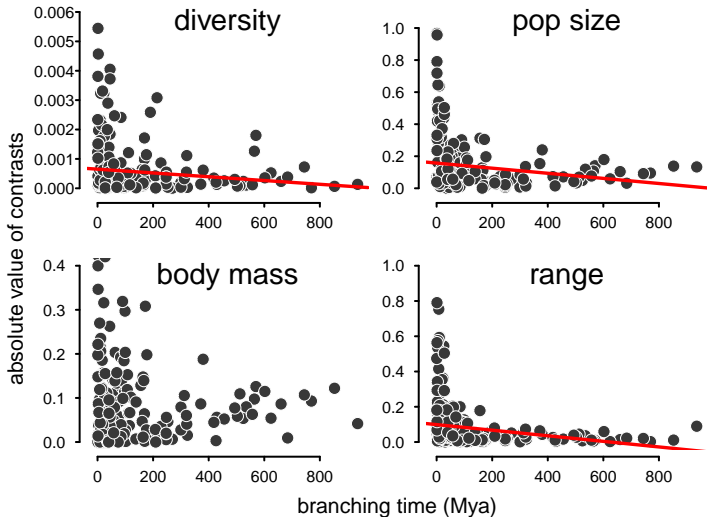 diversity
0.006
0.005
0.004
0.003
0.002
0.001
0.000
0 200 400 600 800
pop size
1.0
0.8
0.6
0.4
0.2
0.0
0 200 400 600 800
body mass
0.4
0.3
0.2
0.1
0.0
0 200 400 600 800
range
1.0
0.8
0.6
0.4
0.2
0.0
0 200 400 600 800
absolute value of contrasts
branching time (Mya)